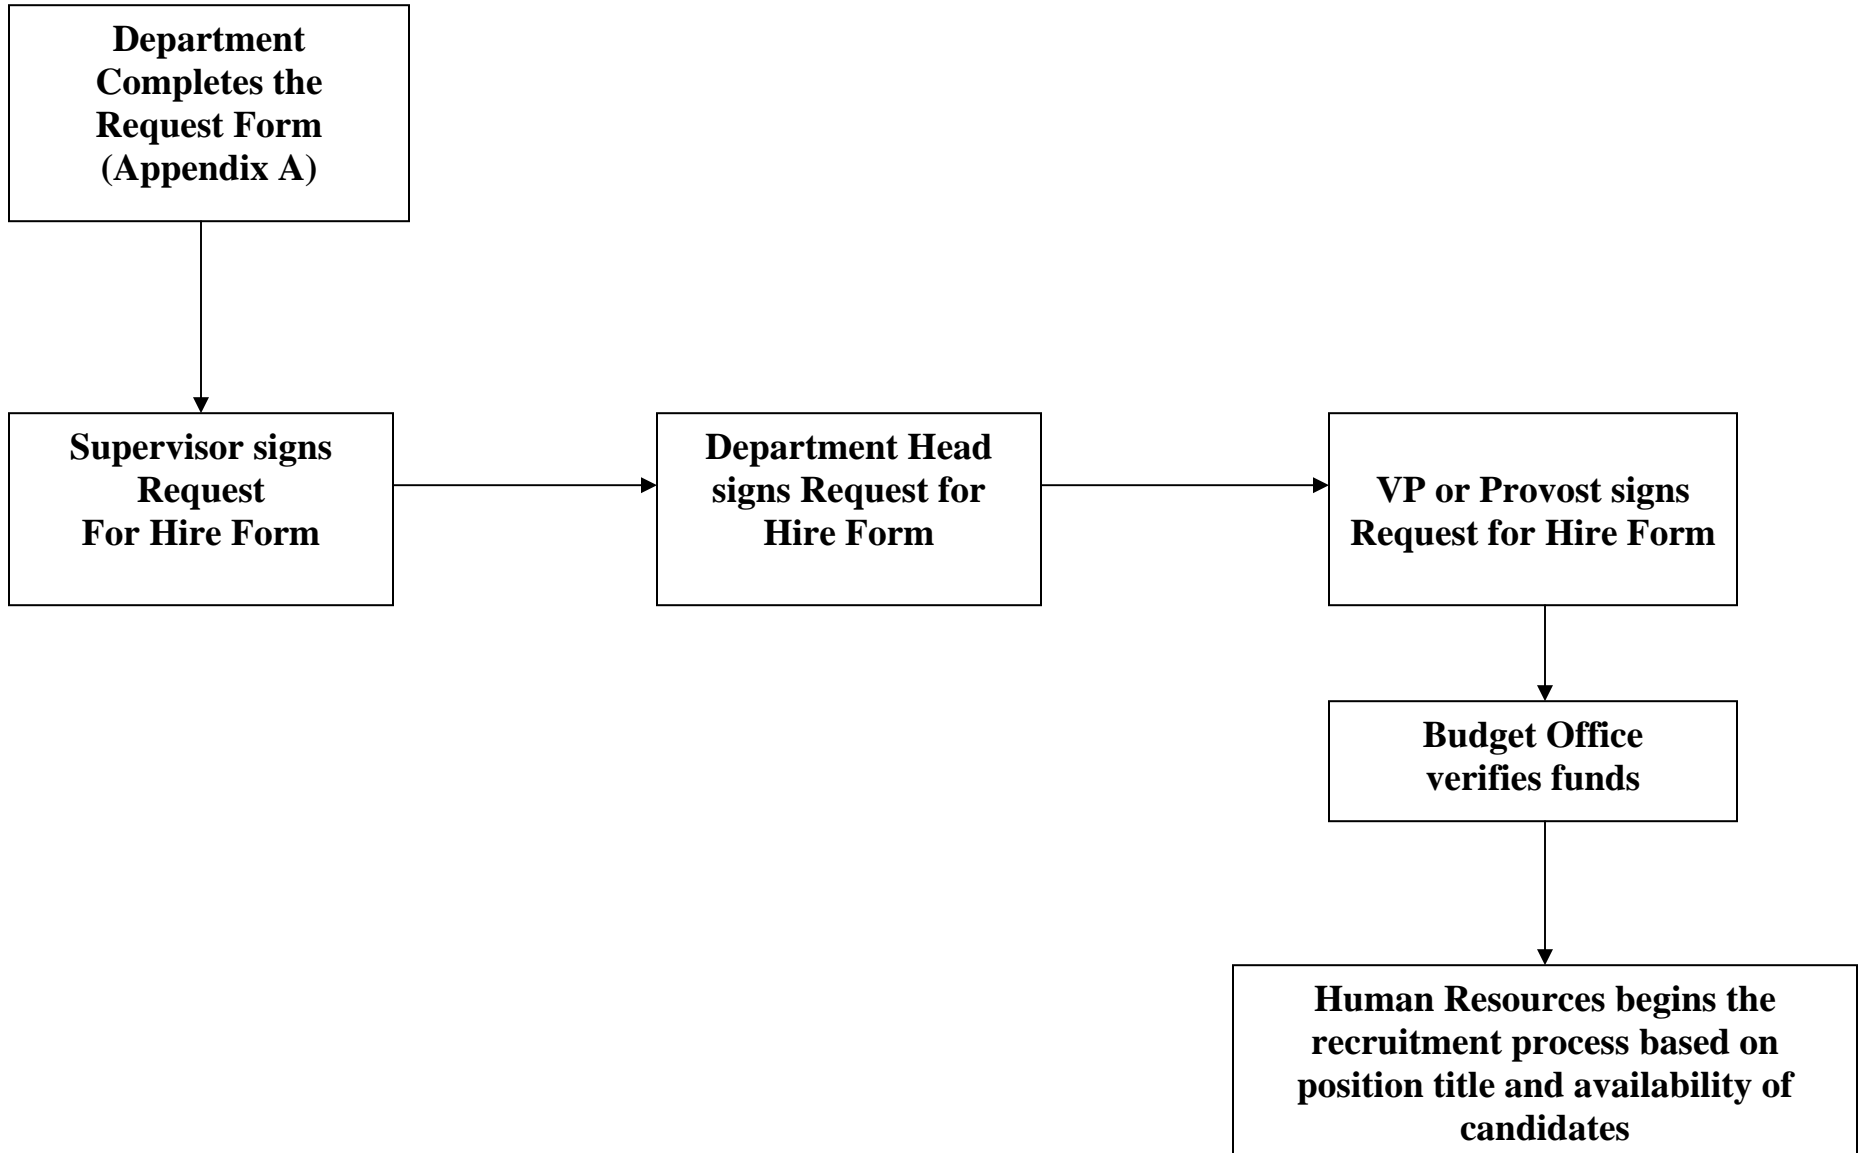 Department
Completes the
Request Form
(Appendix A)
Supervisor signs
Request
For Hire Form
Department Head
signs Request for
Hire Form
VP or Provost signs
Request for Hire Form
Budget Office
verifies funds
Human Resources begins the
recruitment process based on
position title and availability of
candidates